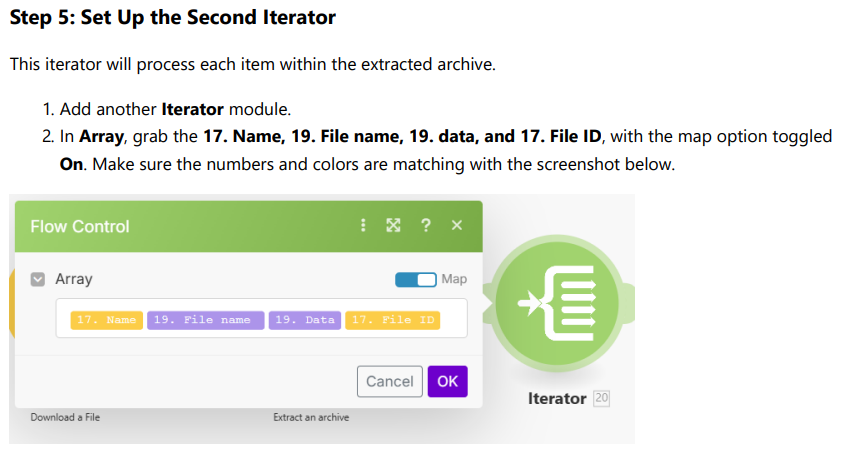 Step 5: Set Up the Second Iterator
This iterator will process each item within the extracted archive.
1. Add another Iterator module.
2. In Array, grab the 17. Name, 19. File name, 19. data, and 17. File ID, with the map option toggled
On. Make sure the numbers and colors are matching with the screenshot below.
Flow Control ?
Array Map
17. Name 19. File name 19. Data 17. File ID
Cancel OK
Iterator 20
Download a File Extract an archive